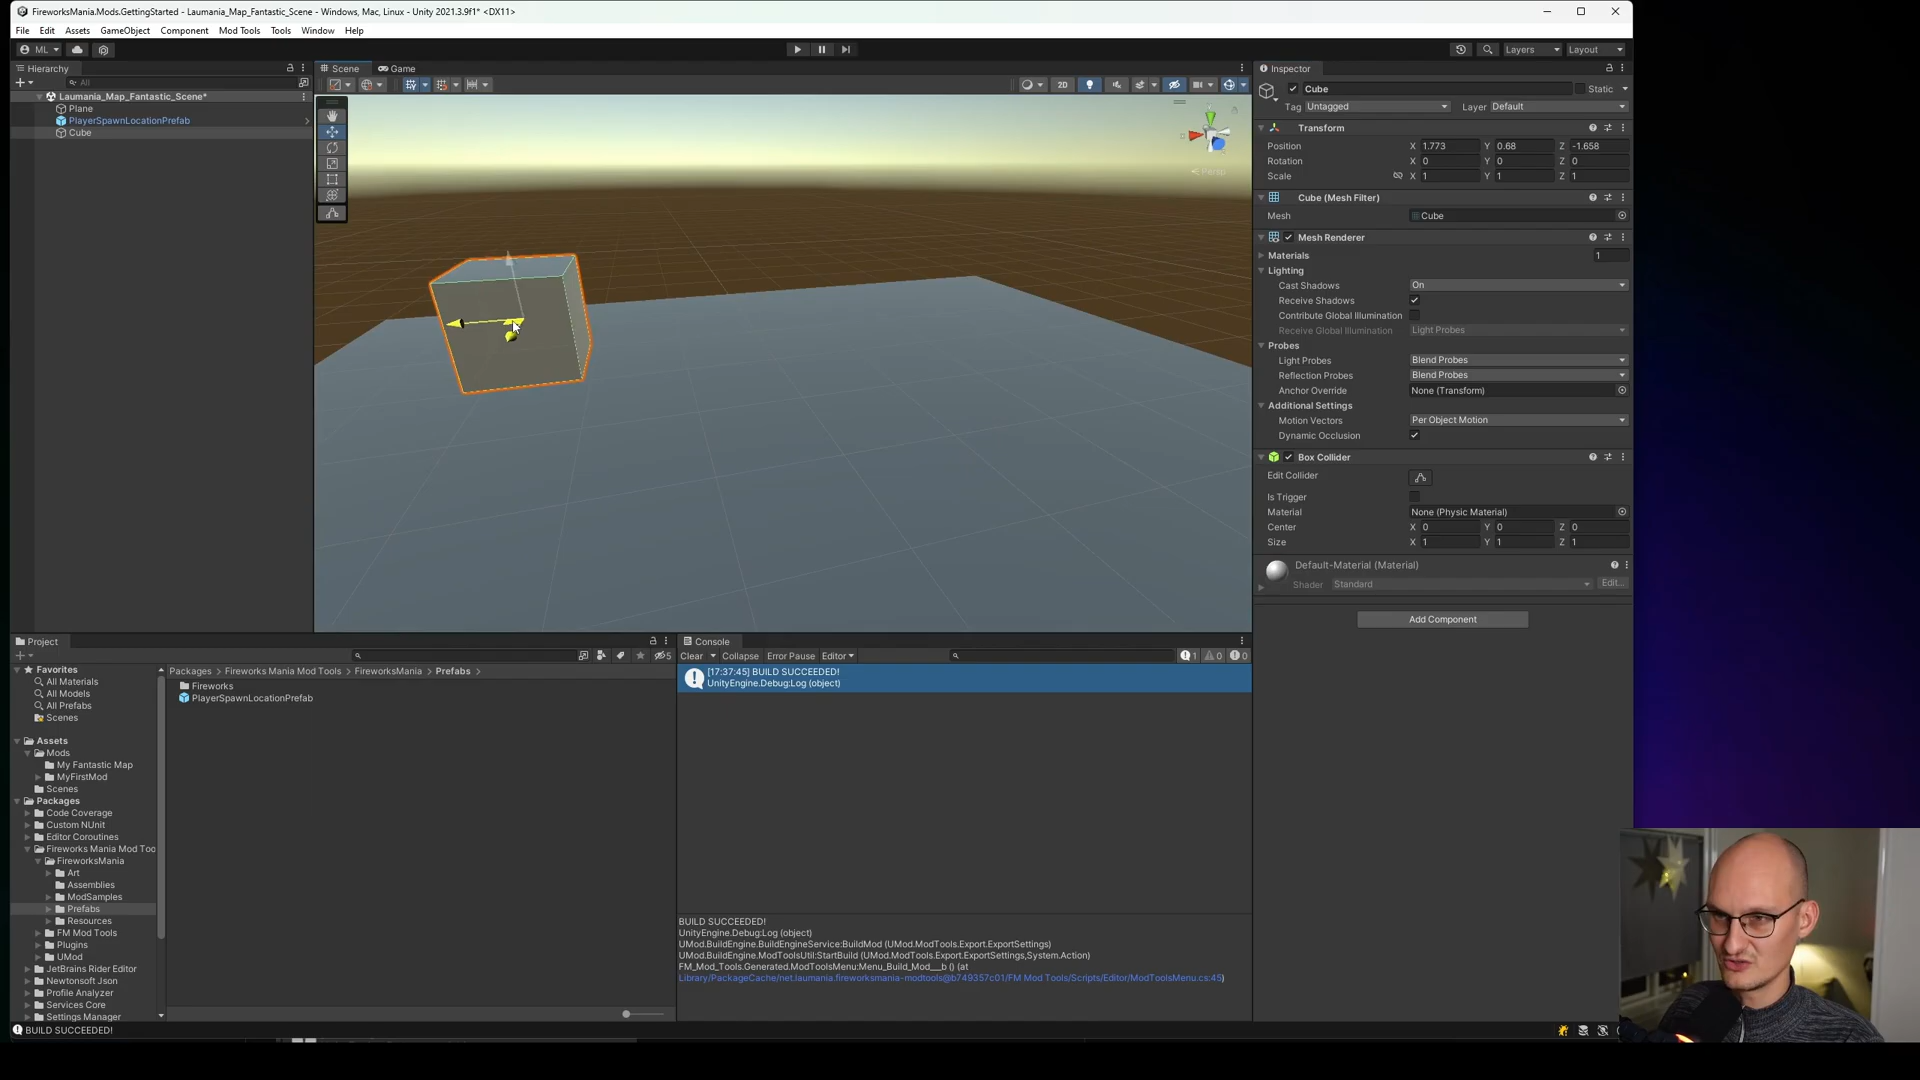 FireworksMania.Mods.GettingStarted - Laumania_Map_Fantastic_Scene - Windows, Mac, Linux - Unity 2021.3.9f1* <DX11>
File Edit Assets GameObject Component Mod Tools Tools Window Help
ML Layers Layout
Hierarchy
All
Laumania_Map_Fantastic_Scene*
Plane
PlayerSpawnLocationPrefab
Cube
Scene Game
2D
Persp
Inspector
Cube Static
Tag Untagged Layer Default
Transform
Position X 1.773 Y 0.68 Z -1.658
Rotation X 0 Y 0 Z 0
Scale X 1 Y 1 Z 1
Cube (Mesh Filter)
Mesh Cube
Mesh Renderer
Materials 1
Lighting
Cast Shadows On
Receive Shadows
Contribute Global Illumination
Receive Global Illumination Light Probes
Probes
Light Probes Blend Probes
Reflection Probes Blend Probes
Anchor Override None (Transform)
Additional Settings
Motion Vectors Per Object Motion
Dynamic Occlusion
Box Collider
Edit Collider
Is Trigger
Material None (Physic Material)
Center X 0 Y 0 Z 0
Size X 1 Y 1 Z 1
Default-Material (Material)
Shader Standard Edit...
Add Component
Project
5
Favorites
All Materials
All Models
All Prefabs
Scenes
Assets
Mods
My Fantastic Map
MyFirstMod
Scenes
Packages
Code Coverage
Custom NUnit
Editor Coroutines
Fireworks Mania Mod Too
FireworksMania
Art
Assemblies
ModSamples
Prefabs
Resources
FM Mod Tools
Plugins
UMod
JetBrains Rider Editor
Newtonsoft Json
Profile Analyzer
Services Core
Settings Manager
Packages > Fireworks Mania Mod Tools > FireworksMania > Prefabs >
Fireworks
PlayerSpawnLocationPrefab
Console
Clear Collapse Error Pause Editor 1 0 0
[17:37:45] BUILD SUCCEEDED!
UnityEngine.Debug:Log (object)
BUILD SUCCEEDED!
UnityEngine.Debug:Log (object)
UMod.BuildEngine.BuildEngineService:BuildMod (UMod.ModTools.Export.ExportSettings)
UMod.BuildEngine.ModToolsUtil:StartBuild (UMod.ModTools.Export.ExportSettings,System.Action)
FM_Mod_Tools.Generated.ModToolsMenu:Menu_Build_Mod__b () (at
Library/PackageCache/net.laumania.fireworksmania-modtools@b749357c01/FM Mod Tools/Scripts/Editor/ModToolsMenu.cs:45)
BUILD SUCCEEDED!